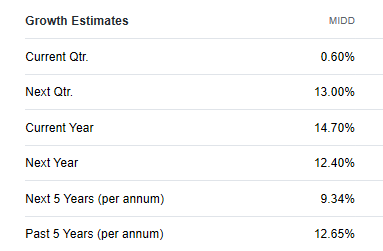 Growth Estimates MIDD
Current Qtr. 0.60%
Next Qtr. 13.00%
Current Year 14.70%
Next Year 12.40%
Next 5 Years (per annum) 9.34%
Past 5 Years (per annum) 12.65%